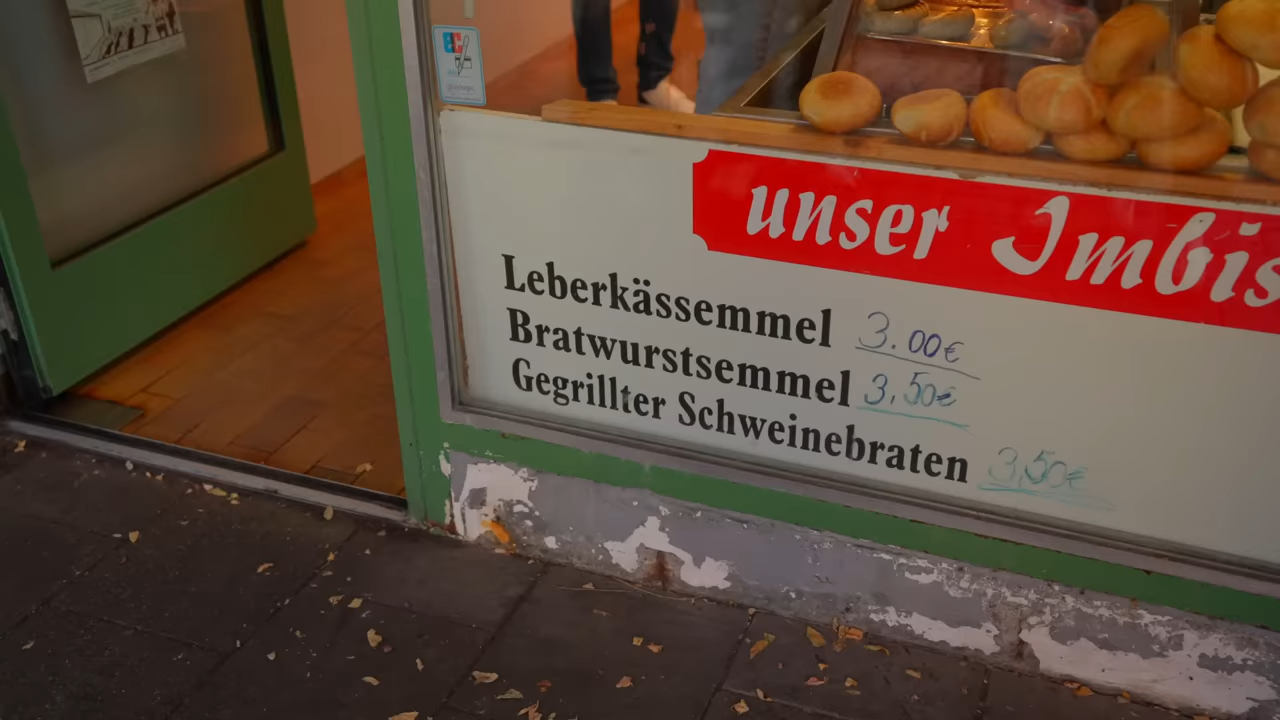 unser Imbis
Leberkässemmel 3.00€
Bratwurstsemmel 3,50€
Gegrillter Schweinebraten 3,50€